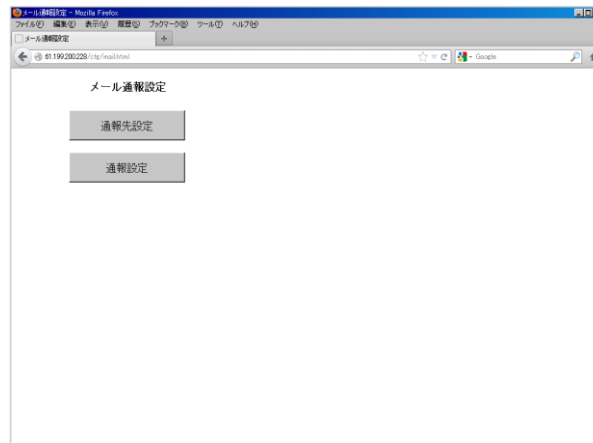 メール通報設定 - Mozilla Firefox
ファイル(F) 編集(E) 表示(V) 履歴(S) ブックマーク(B) ツール(T) ヘルプ(H)
メール通報設定 +
61.199.200.228/ctp/mail.html Google
メール通報設定
通報先設定
通報設定